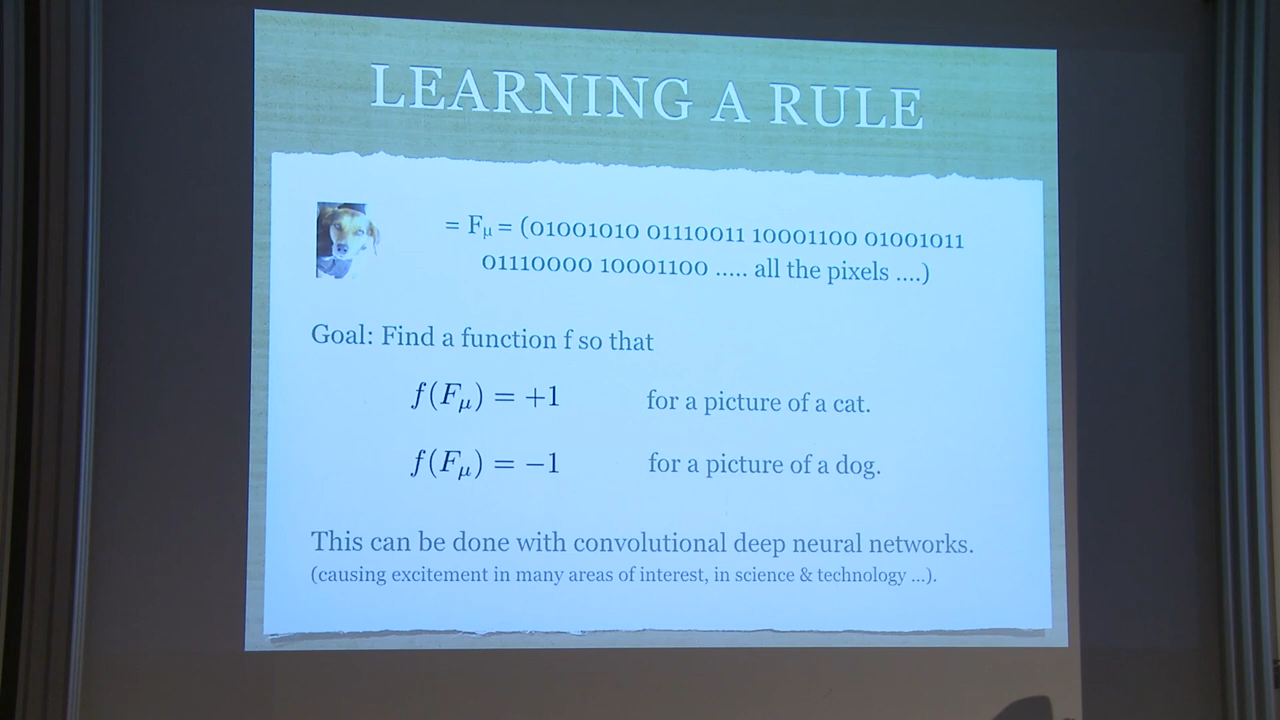 LEARNING A RULE
= Fμ = (01001010 01110011 10001100 01001011
01110000 10001100 ..... all the pixels ....)
Goal: Find a function f so that
f(Fμ) = +1 for a picture of a cat.
f(Fμ) = −1 for a picture of a dog.
This can be done with convolutional deep neural networks.
(causing excitement in many areas of interest, in science & technology ...).